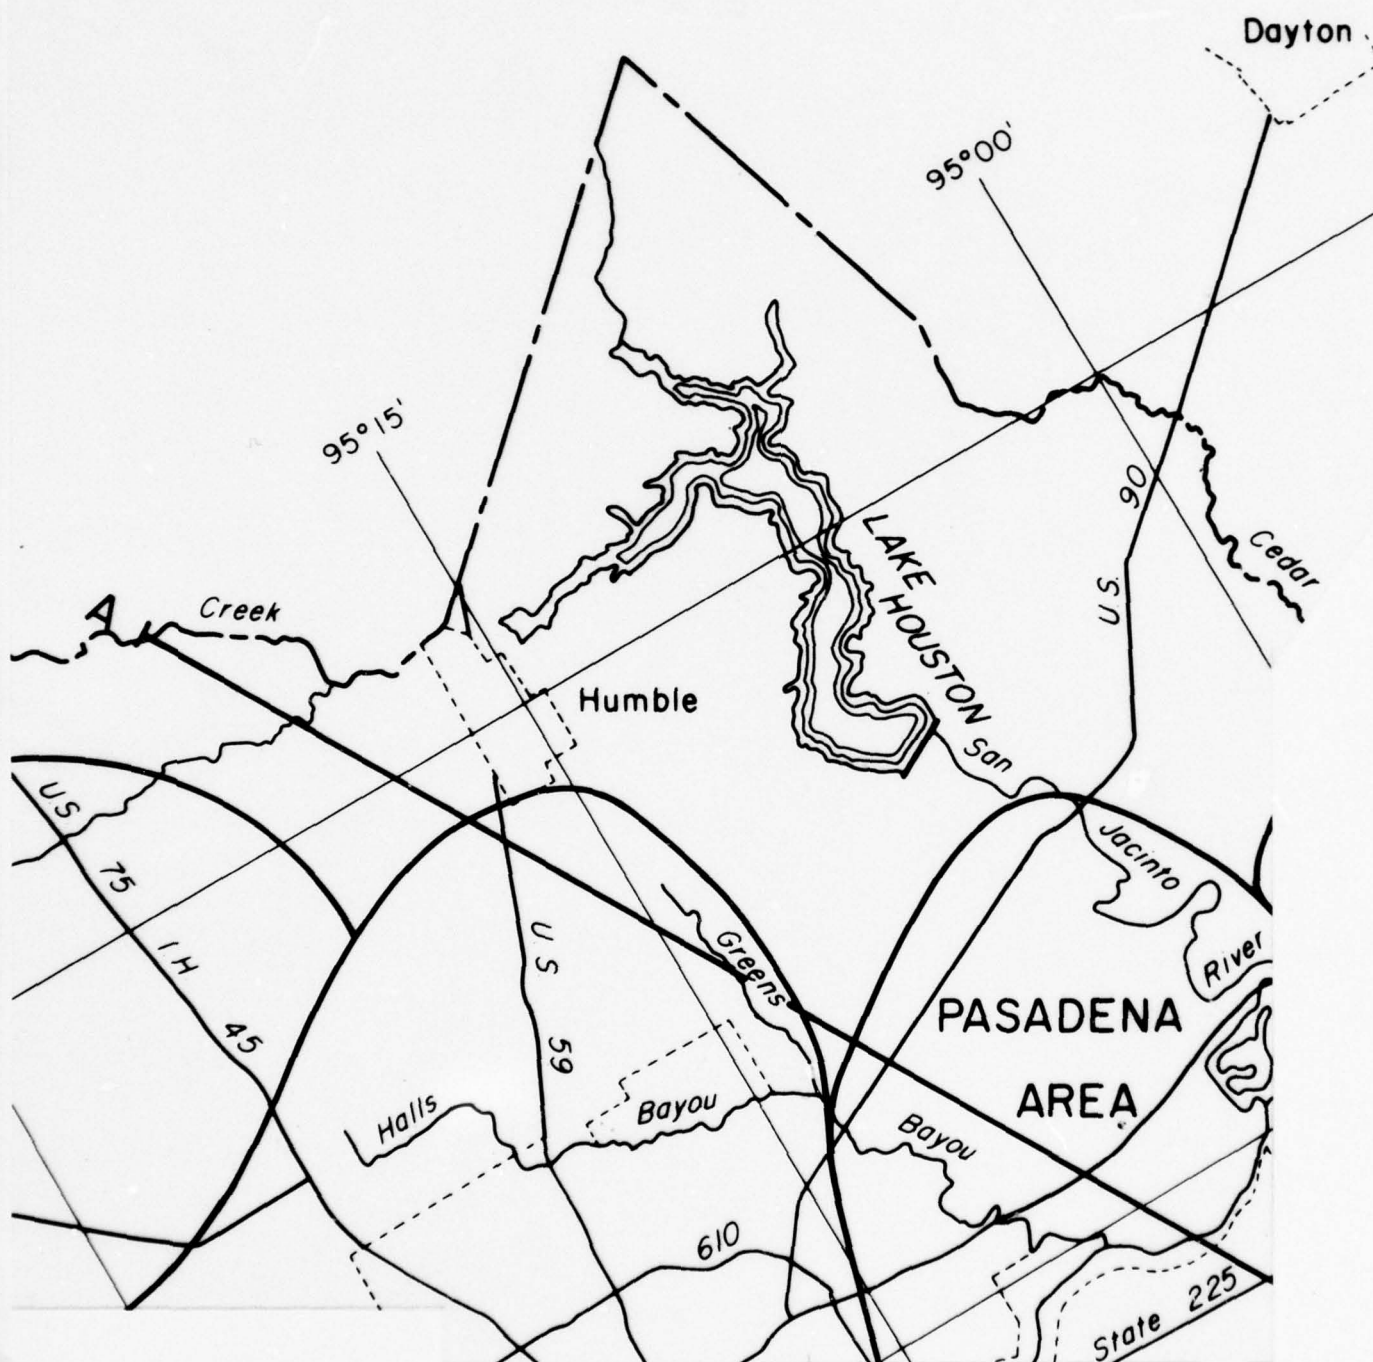 Dayton
95°00'
95°15'
90
U.S.
Cedar
LAKE
HOUSTON
A
Creek
Humble
San
U.S
75
I.H
45
Jacinto
River
U.S
59
Greens
PASADENA
AREA
Halls
Bayou
Bayou
610
State 225